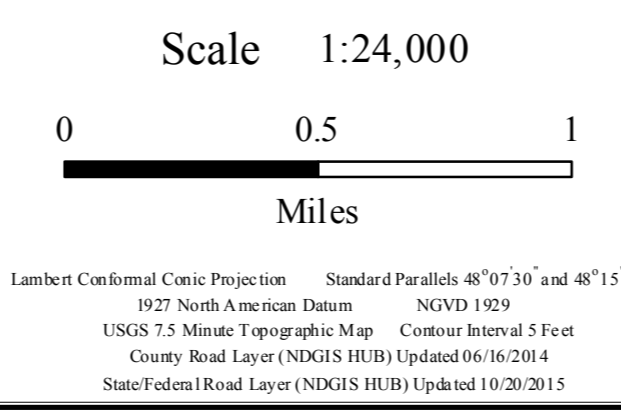 Scale 1:24,000
0 0.5 1
Miles
Lambert Conformal Conic Projection Standard Parallels 48°07'30" and 48°15'
1927 North American Datum NGVD 1929
USGS 7.5 Minute Topographic Map Contour Interval 5 Feet
County Road Layer (NDGIS HUB) Updated 06/16/2014
State/Federal Road Layer (NDGIS HUB) Updated 10/20/2015